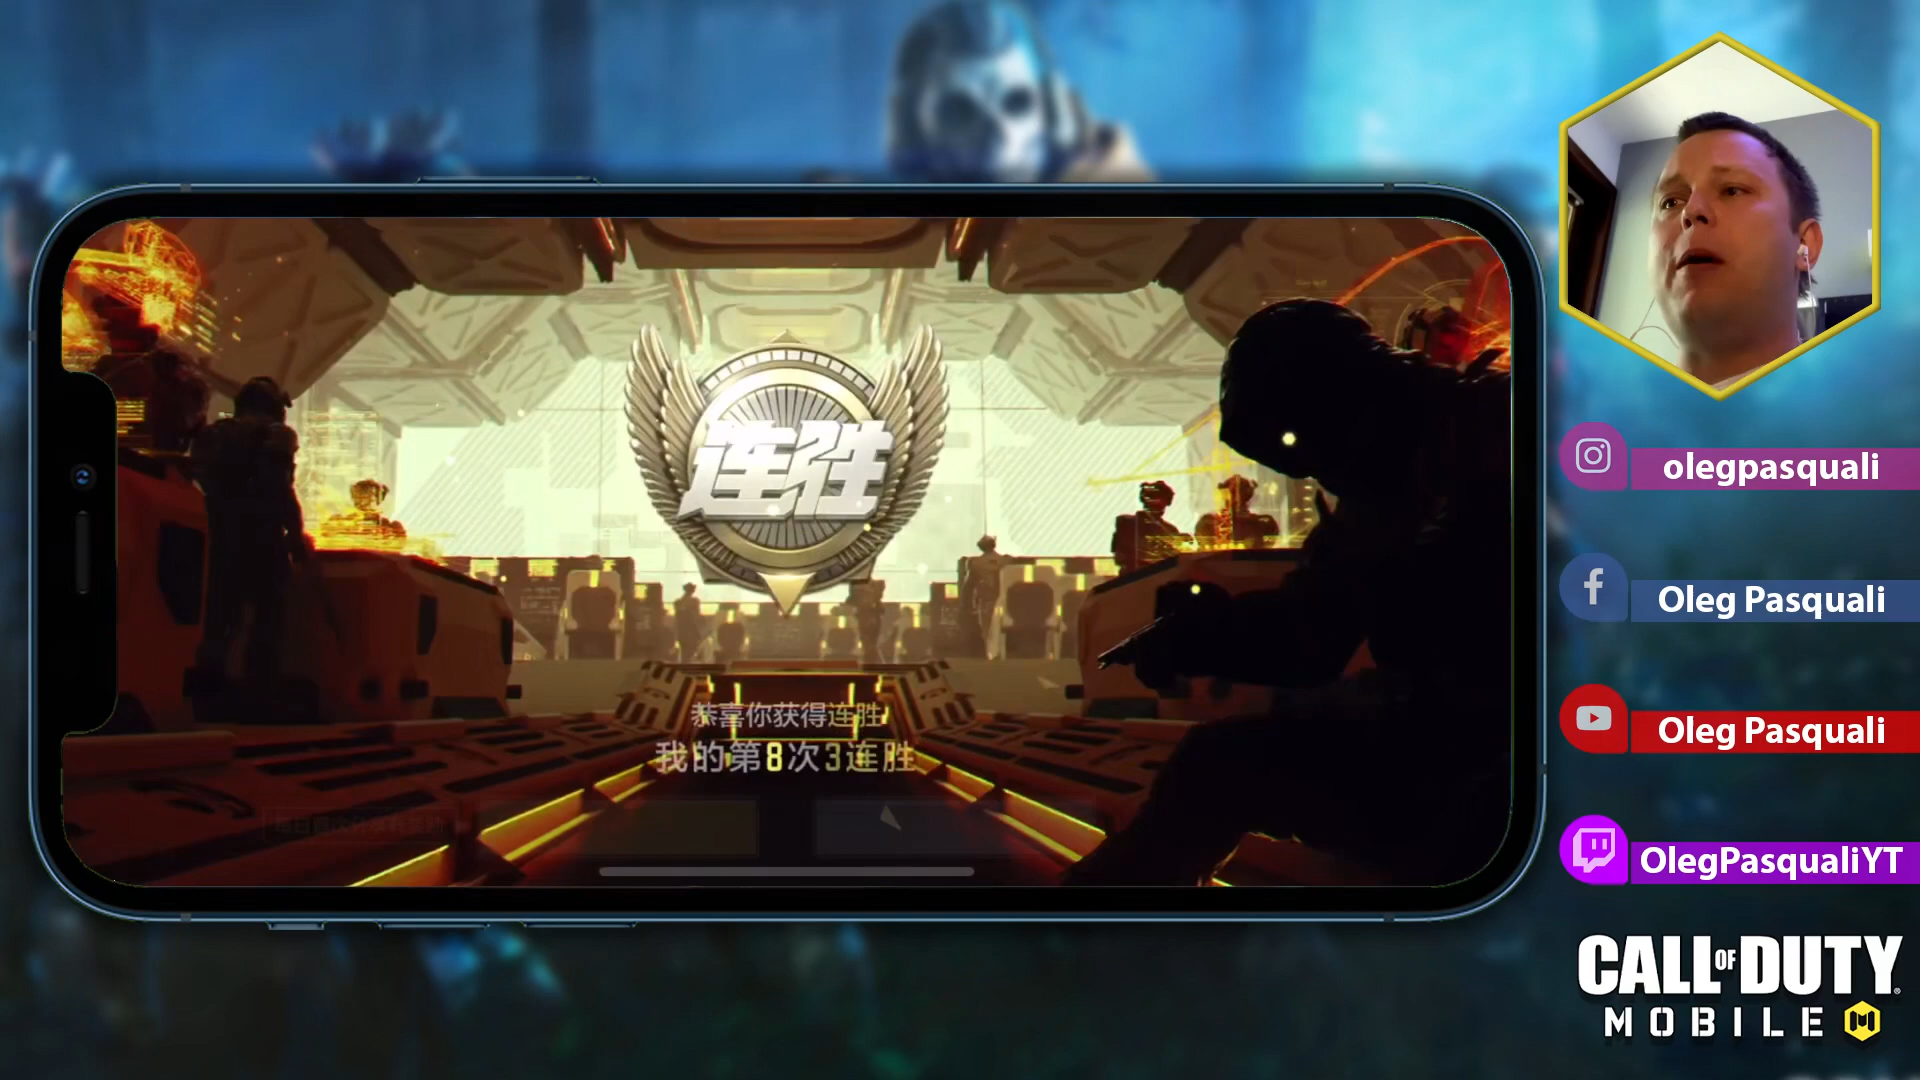 连胜
恭喜你获得连胜
我的第8次3连胜
olegpasquali
Oleg Pasquali
Oleg Pasquali
OlegPasqualiYT
CALL OF DUTY
MOBILE